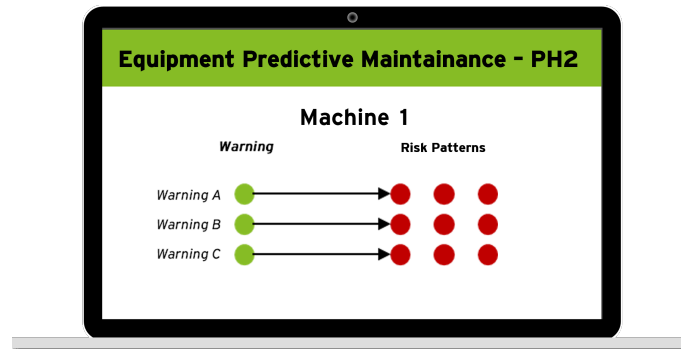 Equipment Predictive Maintainance – PH2
Machine 1
Warning Risk Patterns
Warning A
Warning B
Warning C